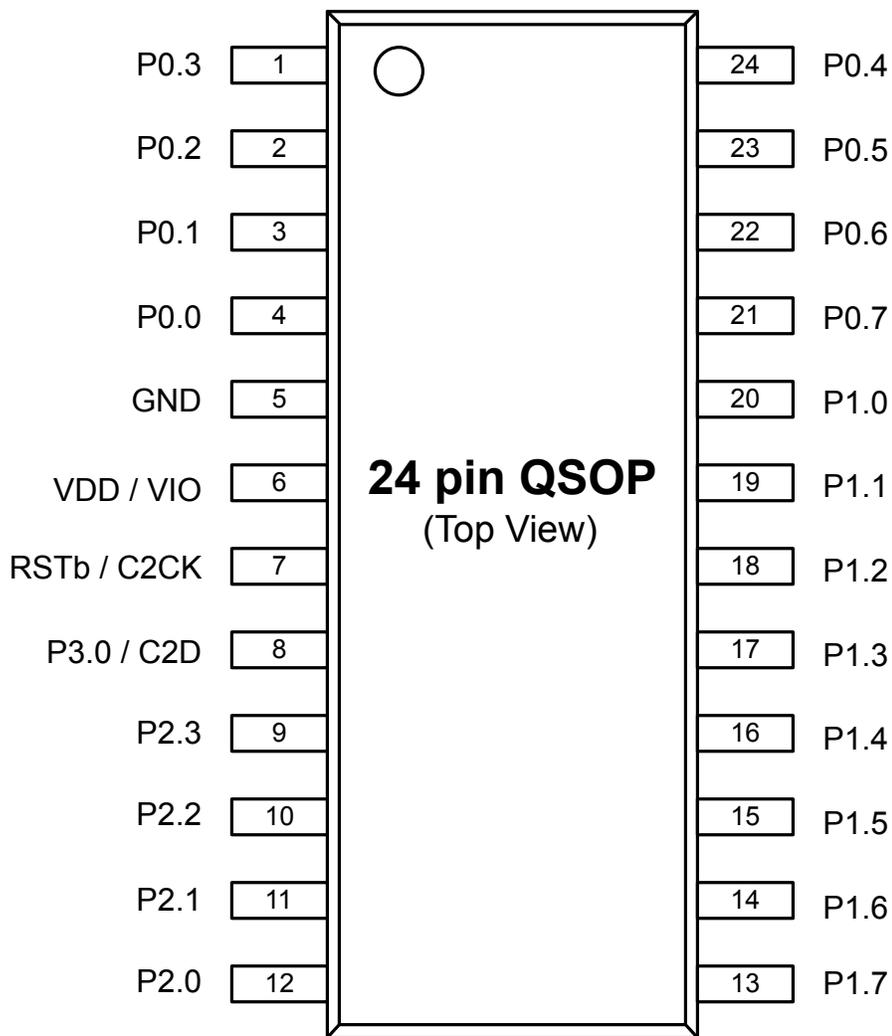 P0.3 1 24 P0.4
P0.2 2 23 P0.5
P0.1 3 22 P0.6
P0.0 4 21 P0.7
GND 5 20 P1.0
VDD / VIO 6 19 P1.1
24 pin QSOP
(Top View)
RSTb / C2CK 7 18 P1.2
P3.0 / C2D 8 17 P1.3
P2.3 9 16 P1.4
P2.2 10 15 P1.5
P2.1 11 14 P1.6
P2.0 12 13 P1.7